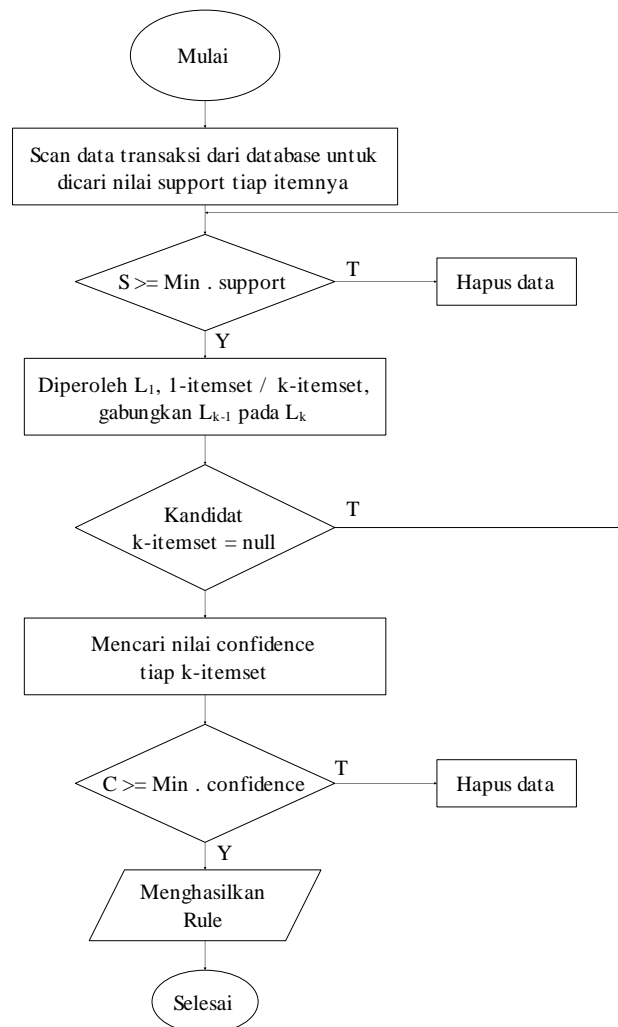 Mulai
Scan data transaksi dari database untuk
dicari nilai support tiap itemnya
S >= Min . support
T
Hapus data
Y
Diperoleh L₁, 1-itemset / k-itemset,
gabungkan Lₖ₋₁ pada Lₖ
Kandidat
k-itemset = null
T
Mencari nilai confidence
tiap k-itemset
C >= Min . confidence
T
Hapus data
Y
Menghasilkan
Rule
Selesai